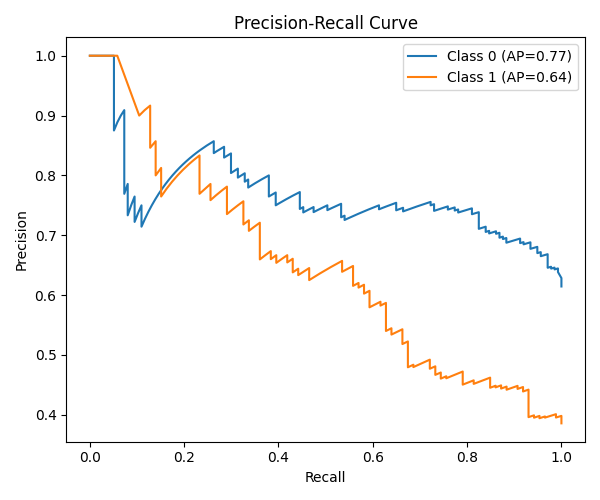 Precision-Recall Curve
Class 0 (AP=0.77)
Class 1 (AP=0.64)
Precision
1.0
0.9
0.8
0.7
0.6
0.5
0.4
0.0 0.2 0.4 0.6 0.8 1.0
Recall